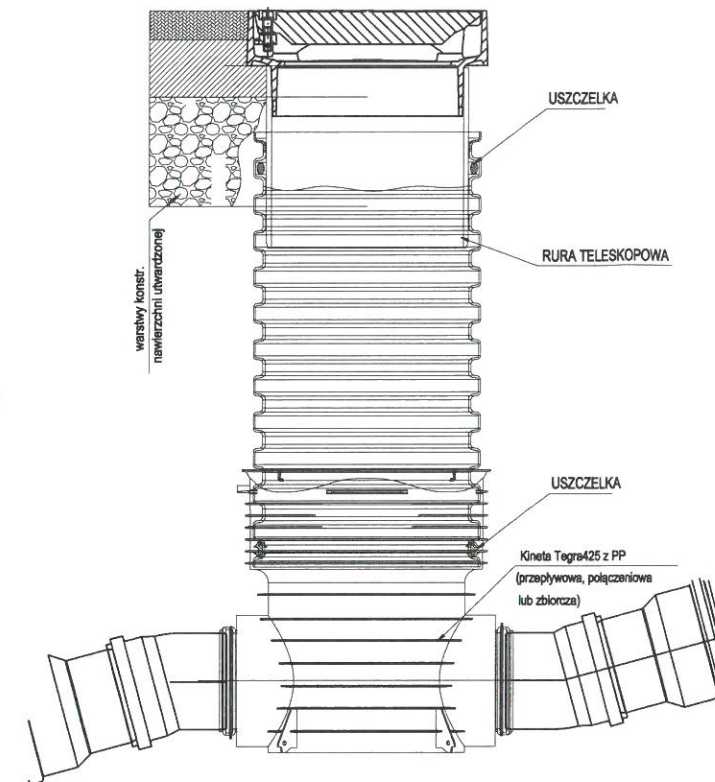 USZCZELKA
RURA TELESKOPOWA
warstwy konstr.
nawierzchni utwardzonej
USZCZELKA
Kineta Tegra425 z PP
(przepływowa, połączeniowa
lub zbiorcza)